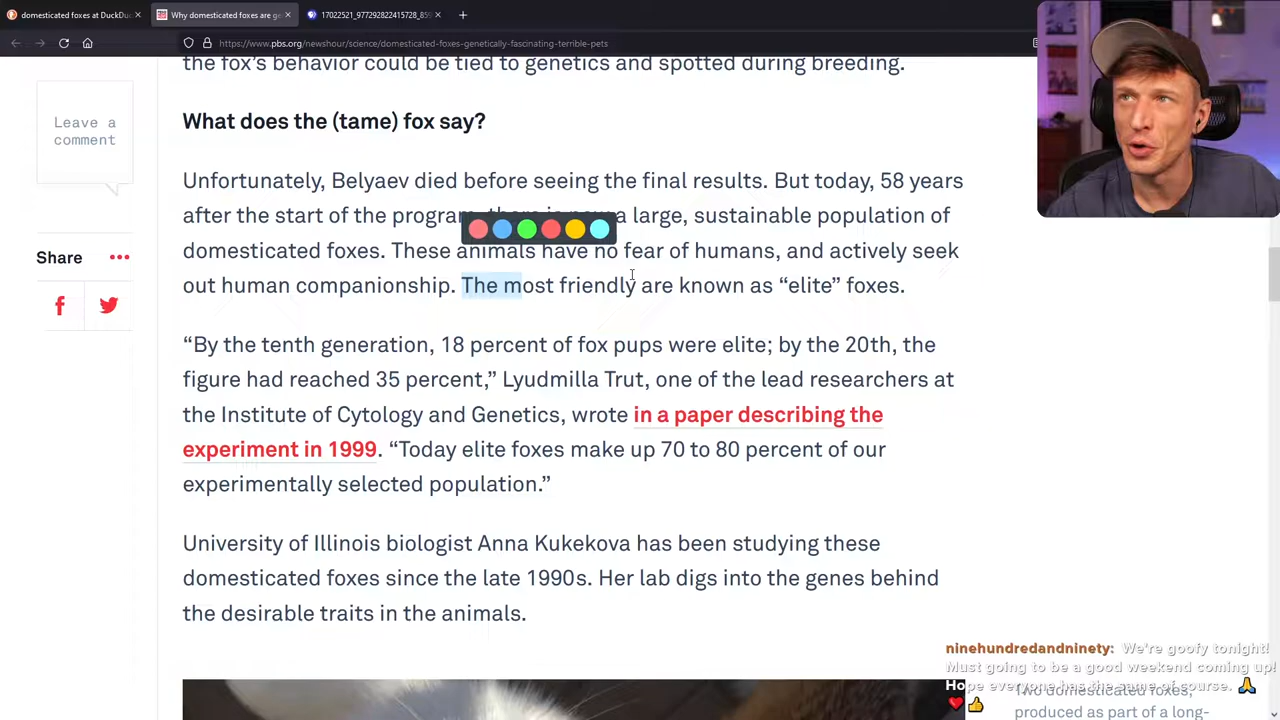 domesticated foxes at DuckDuc
Why domesticated foxes are ge
17022521_977292822415728_859
https://www.pbs.org/newshour/science/domesticated-foxes-genetically-fascinating-terrible-pets
the fox's behavior could be tied to genetics and spotted during breeding.
Leave a
comment
What does the (tame) fox say?
Unfortunately, Belyaev died before seeing the final results. But today, 58 years
after the start of the program, there is now a large, sustainable population of
domesticated foxes. These animals have no fear of humans, and actively seek
out human companionship. The most friendly are known as “elite” foxes.
Share
“By the tenth generation, 18 percent of fox pups were elite; by the 20th, the
figure had reached 35 percent,” Lyudmilla Trut, one of the lead researchers at
the Institute of Cytology and Genetics, wrote in a paper describing the
experiment in 1999. “Today elite foxes make up 70 to 80 percent of our
experimentally selected population.”
University of Illinois biologist Anna Kukekova has been studying these
domesticated foxes since the late 1990s. Her lab digs into the genes behind
the desirable traits in the animals.
ninehundredandninety: We're goofy tonight!
Must going to be a good weekend coming up!
Hope everyone has the same of course. 🙏
❤️👍
Two domesticated foxes,
produced as part of a long-